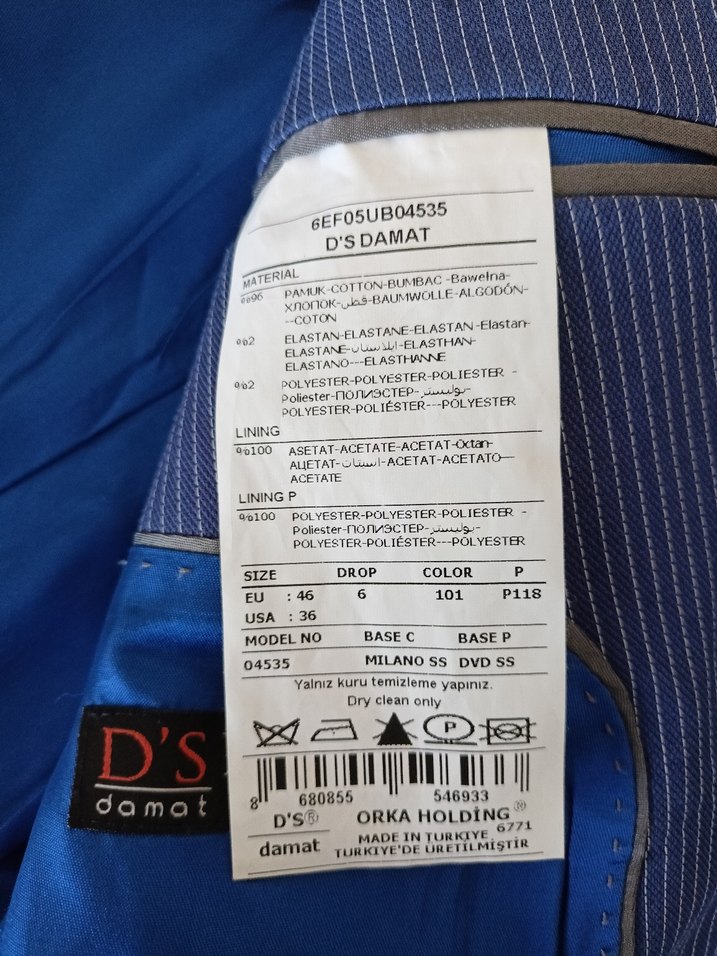 6EF05UB04535
D'S DAMAT
MATERIAL
%96 PAMUK-COTTON-BUMBAC -Bawełna-
ХЛОПОК-قطن-BAUMWOLLE-ALGODÓN-
--COTON
%2 ELASTAN-ELASTANE-ELASTAN-Elastan-
ELASTANE-ايلاستان-ELASTHAN-
ELASTANO---ELASTHANNE
%2 POLYESTER-POLYESTER-POLIESTER -
Poliester-ПОЛИЭСТЕР-بوليستر-
POLYESTER-POLIÉSTER---POLYESTER
LINING
%100 ASETAT-ACETATE-ACETAT-Octan-
АЦЕТАТ-اسيتات-ACETAT-ACETATO--
ACETATE
LINING P
%100 POLYESTER-POLYESTER-POLIESTER -
Poliester-ПОЛИЭСТЕР-بوليستر-
POLYESTER-POLIÉSTER---POLYESTER
SIZE DROP COLOR P
EU : 46 6 101 P118
USA : 36
MODEL NO BASE C BASE P
04535 MILANO SS DVD SS
Yalnız kuru temizleme yapınız.
Dry clean only
P
8 680855 546933
D'S® ORKA HOLDİNG®
damat MADE IN TURKIYE 6771
TURKIYE'DE ÜRETİLMİŞTİR
D'S
damat